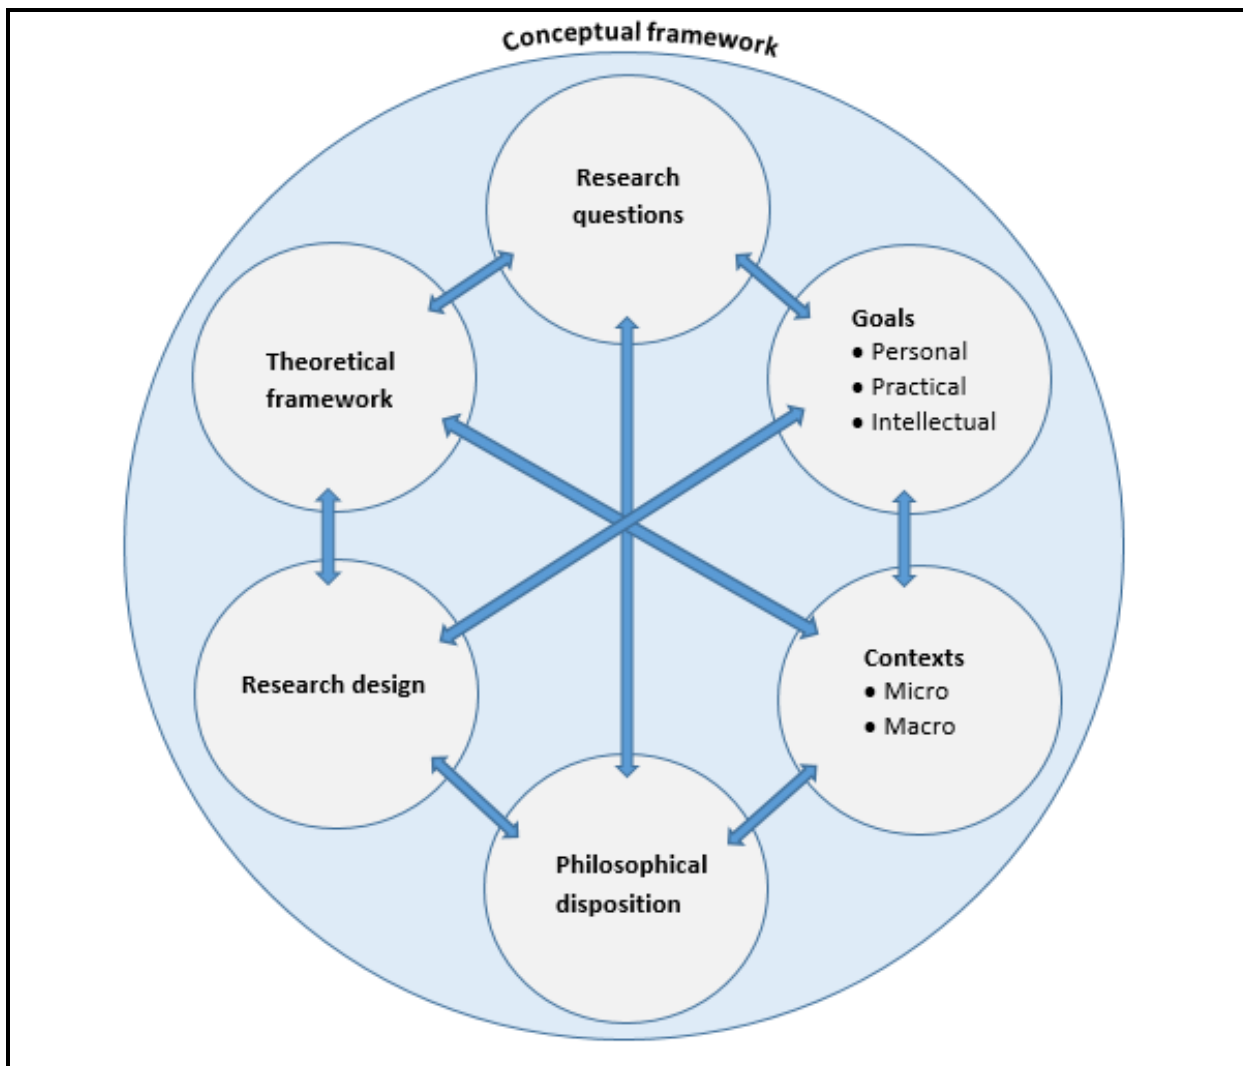 Conceptual framework
Research
questions
Theoretical
framework
Goals
● Personal
● Practical
● Intellectual
Research design
Contexts
● Micro
● Macro
Philosophical
disposition